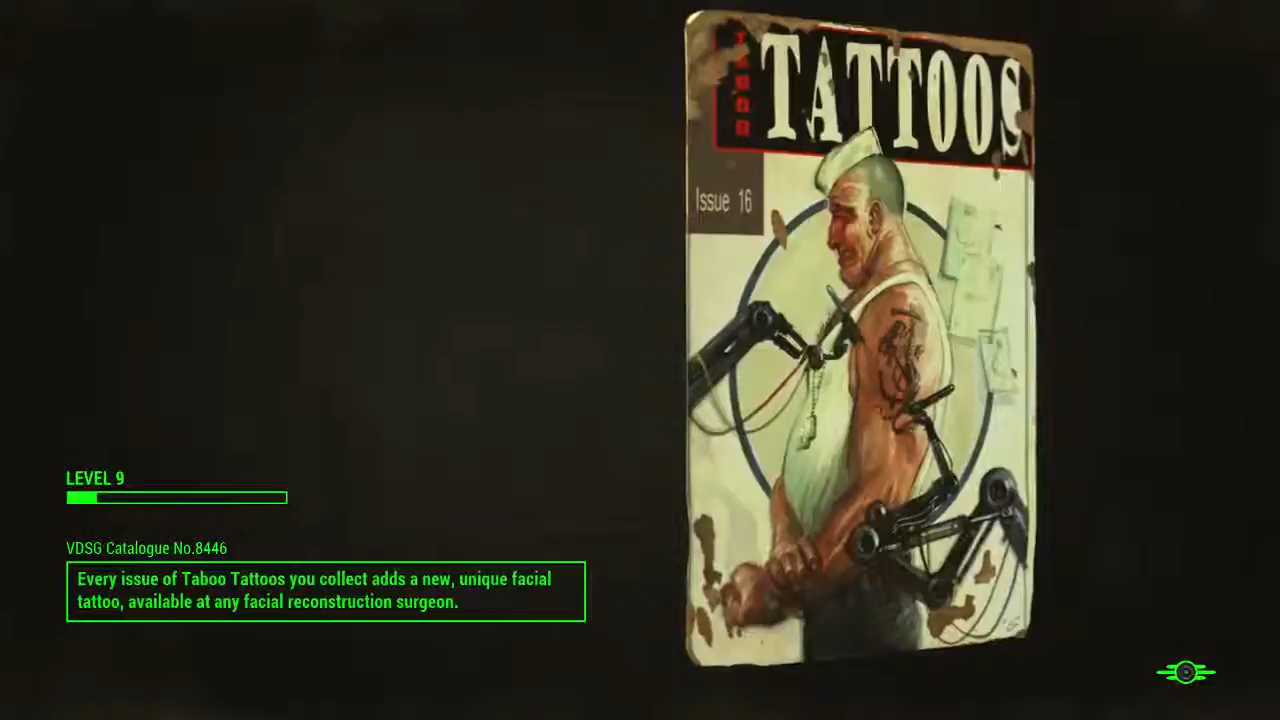 TABOO
TATTOOS
Issue 16
LEVEL 9
VDSG Catalogue No.8446
Every issue of Taboo Tattoos you collect adds a new, unique facial
tattoo, available at any facial reconstruction surgeon.